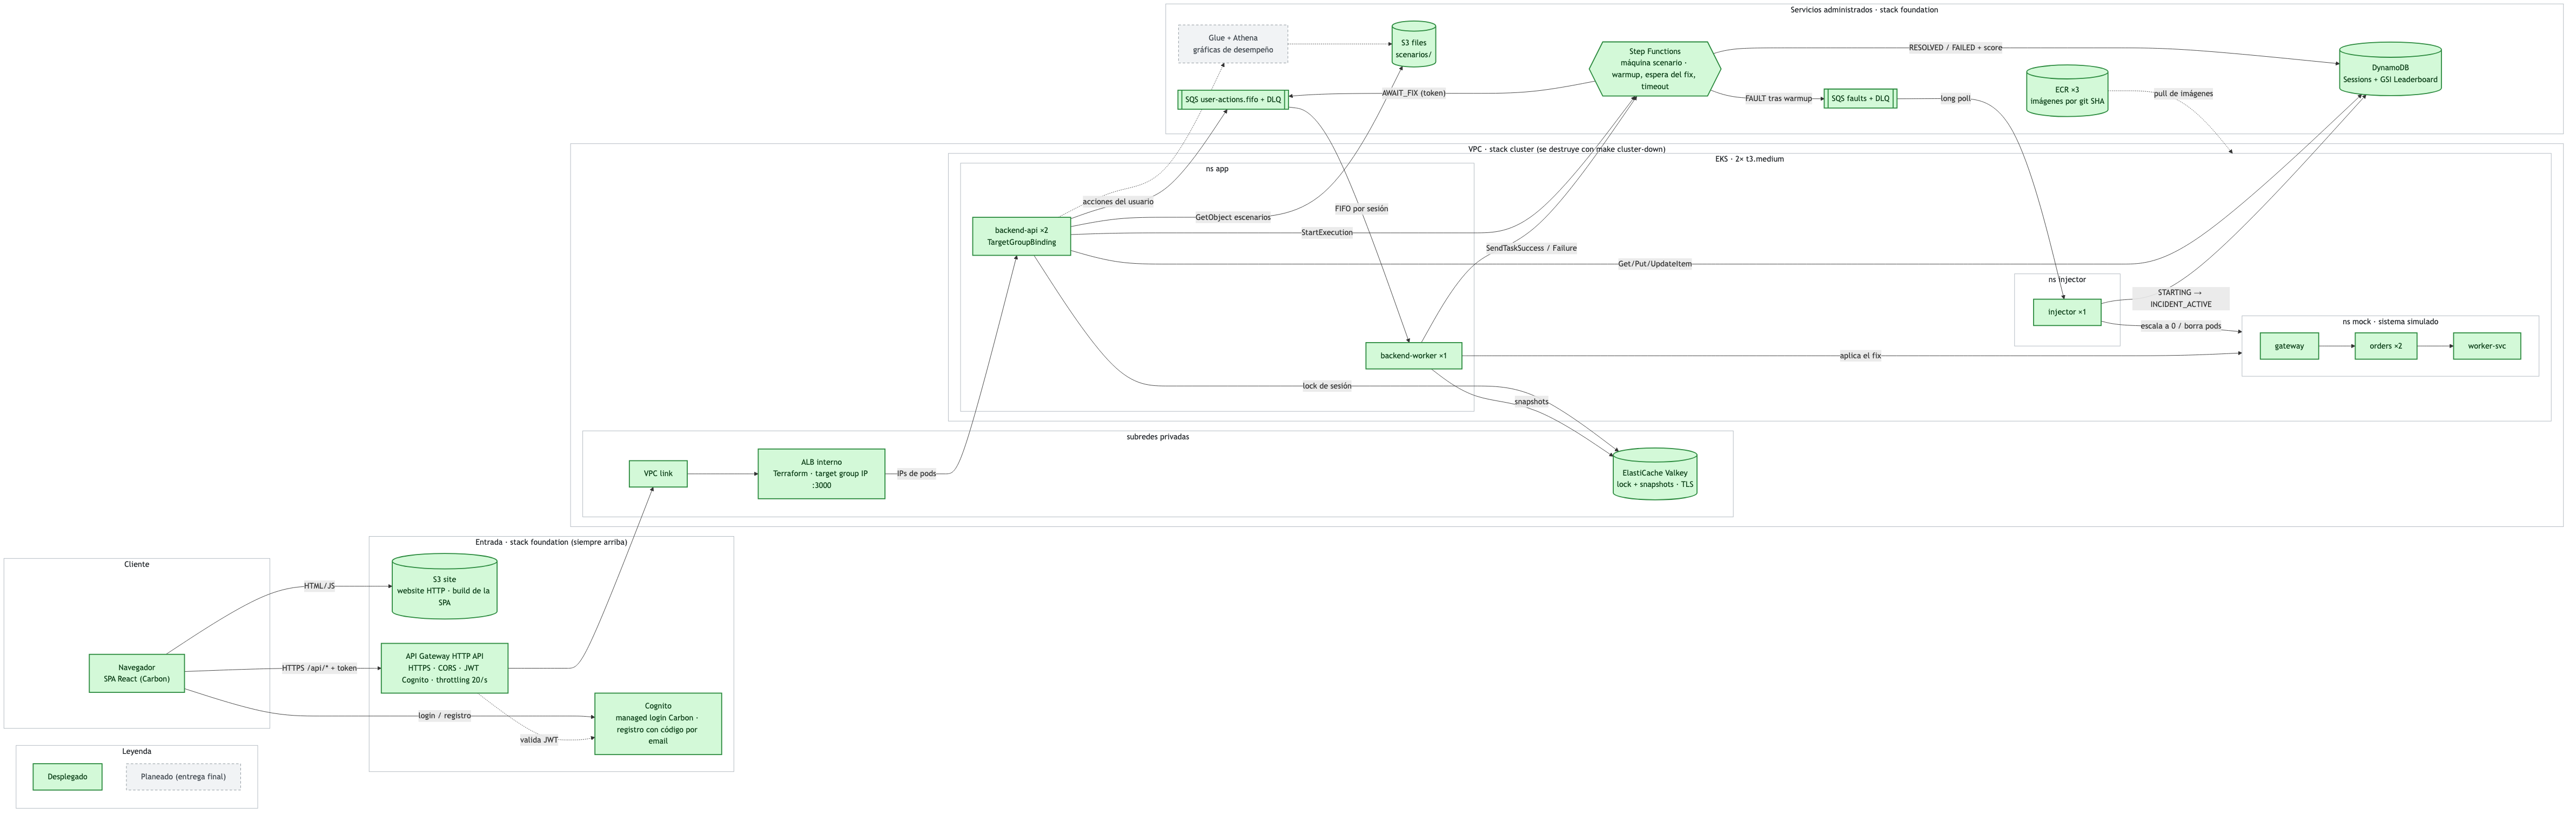 Servicios administrados · stack foundation
Glue + Athena
gráficas de desempeño
S3 files
scenarios/
Step Functions
máquina scenario ·
warmup, espera del fix,
timeout
RESOLVED / FAILED + score
DynamoDB
Sessions + GSI Leaderboard
ECR ×3
imágenes por git SHA
pull de imágenes
SQS user-actions.fifo + DLQ
AWAIT_FIX (token)
FAULT tras warmup
SQS faults + DLQ
long poll
VPC · stack cluster (se destruye con make cluster-down)
EKS · 2× t3.medium
ns app
acciones del usuario
FIFO por sesión
GetObject escenarios
backend-api ×2
TargetGroupBinding
StartExecution
SendTaskSuccess / Failure
Get/Put/UpdateItem
ns injector
injector ×1
STARTING →
INCIDENT_ACTIVE
escala a 0 / borra pods
ns mock · sistema simulado
gateway
orders ×2
worker-svc
backend-worker ×1
aplica el fix
lock de sesión
snapshots
subredes privadas
VPC link
ALB interno
Terraform · target group IP
:3000
IPs de pods
ElastiCache Valkey
lock + snapshots · TLS
Entrada · stack foundation (siempre arriba)
S3 site
website HTTP · build de la
SPA
Cliente
HTML/JS
Navegador
SPA React (Carbon)
HTTPS /api/* + token
API Gateway HTTP API
HTTPS · CORS · JWT
Cognito · throttling 20/s
login / registro
valida JWT
Cognito
managed login Carbon ·
registro con código por
email
Leyenda
Desplegado
Planeado (entrega final)